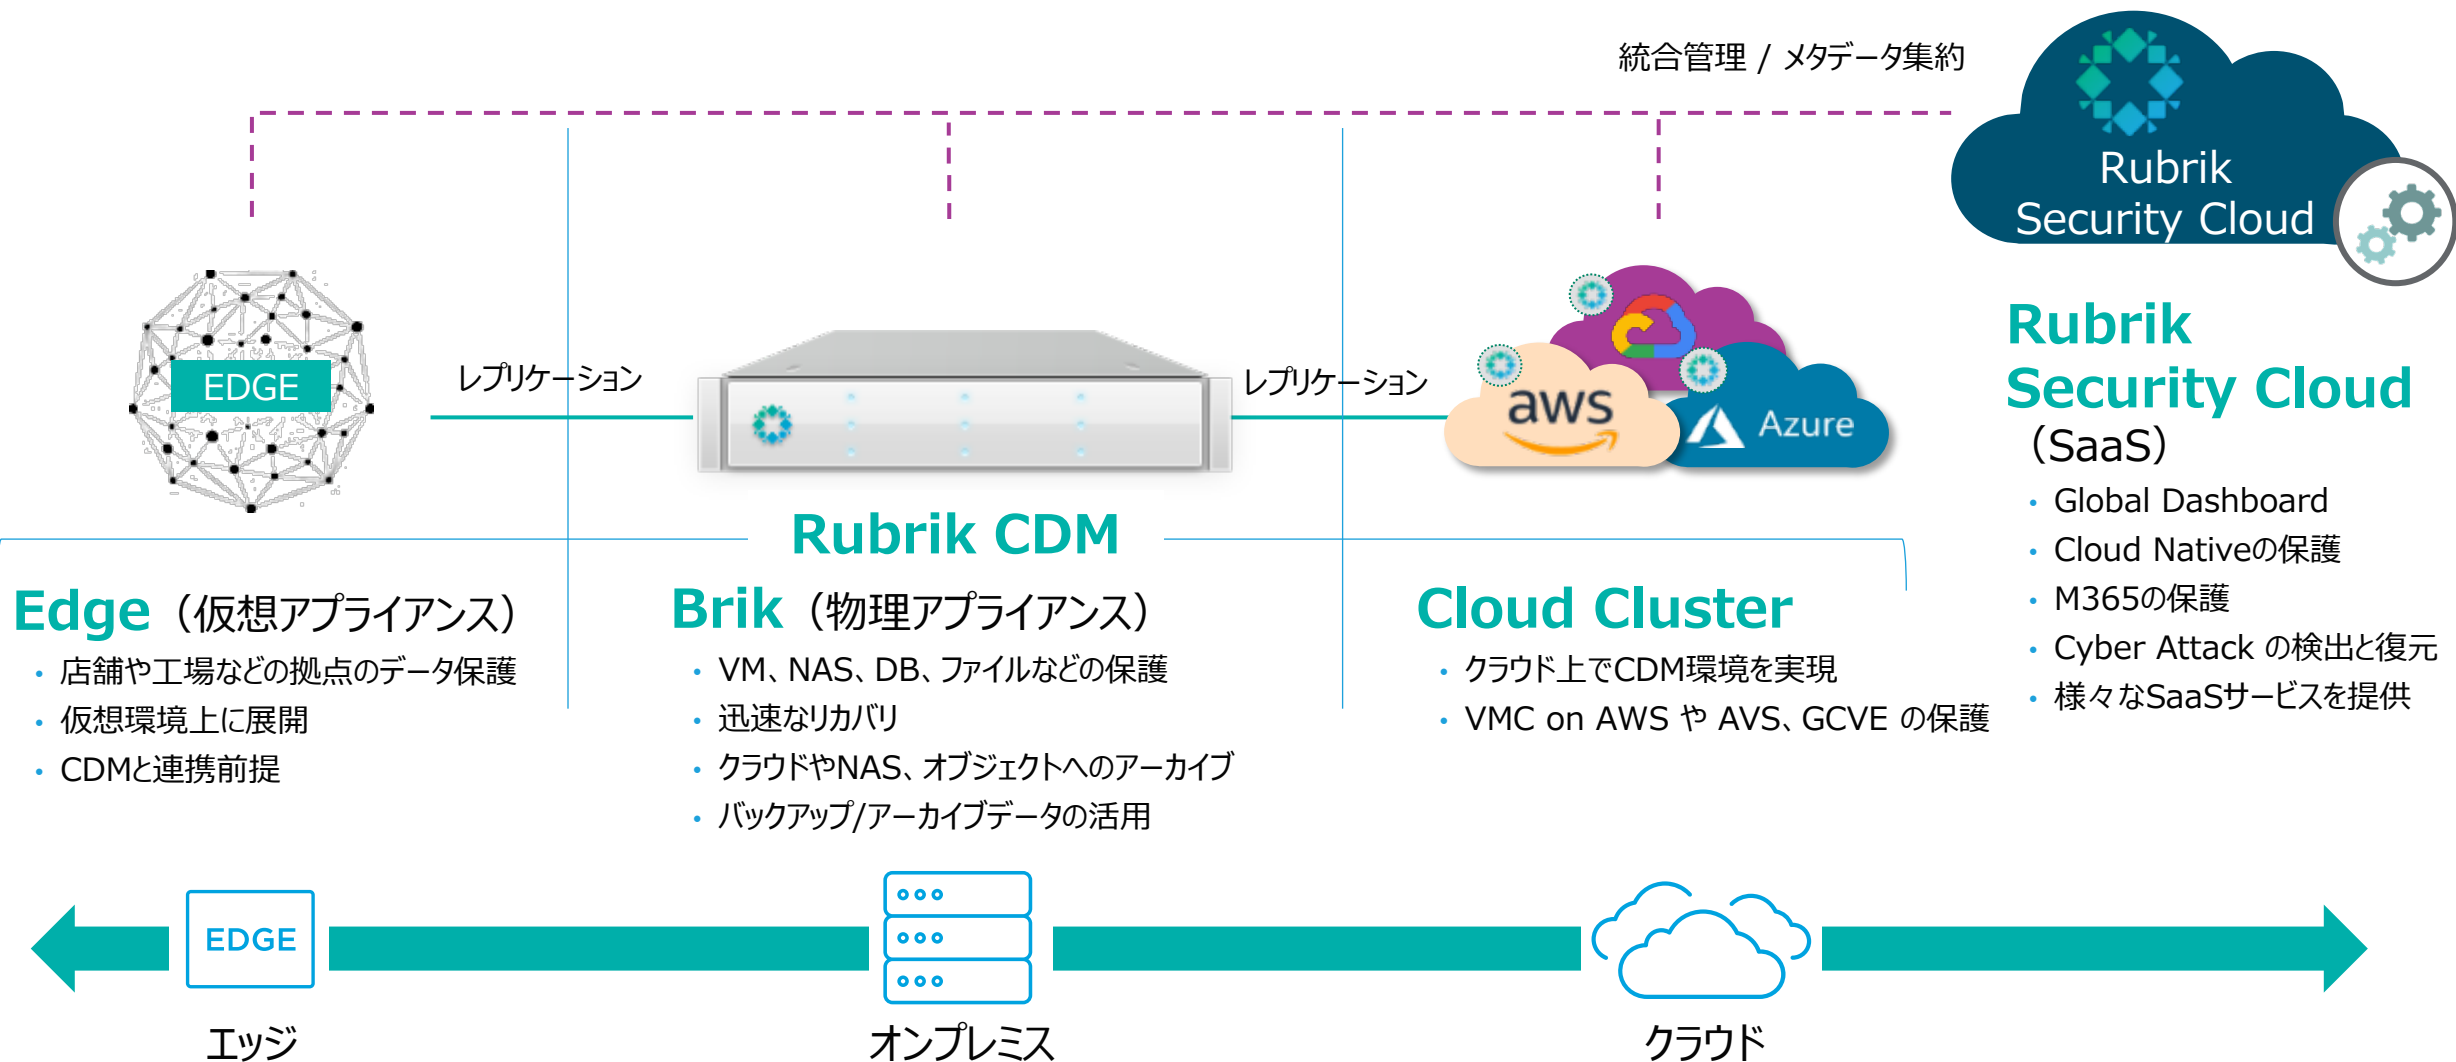 統合管理 / メタデータ集約
Rubrik
Security Cloud
EDGE
レプリケーション
レプリケーション
aws
Azure
Rubrik
Security Cloud
（SaaS）
・Global Dashboard
・Cloud Nativeの保護
・M365の保護
・Cyber Attack の検出と復元
・様々なSaaSサービスを提供
Rubrik CDM
Edge（仮想アプライアンス）
・店舗や工場などの拠点のデータ保護
・仮想環境上に展開
・CDMと連携前提
Brik（物理アプライアンス）
・VM、NAS、DB、ファイルなどの保護
・迅速なリカバリ
・クラウドやNAS、オブジェクトへのアーカイブ
・バックアップ/アーカイブデータの活用
Cloud Cluster
・クラウド上でCDM環境を実現
・VMC on AWS や AVS、GCVE の保護
EDGE
エッジ
オンプレミス
クラウド